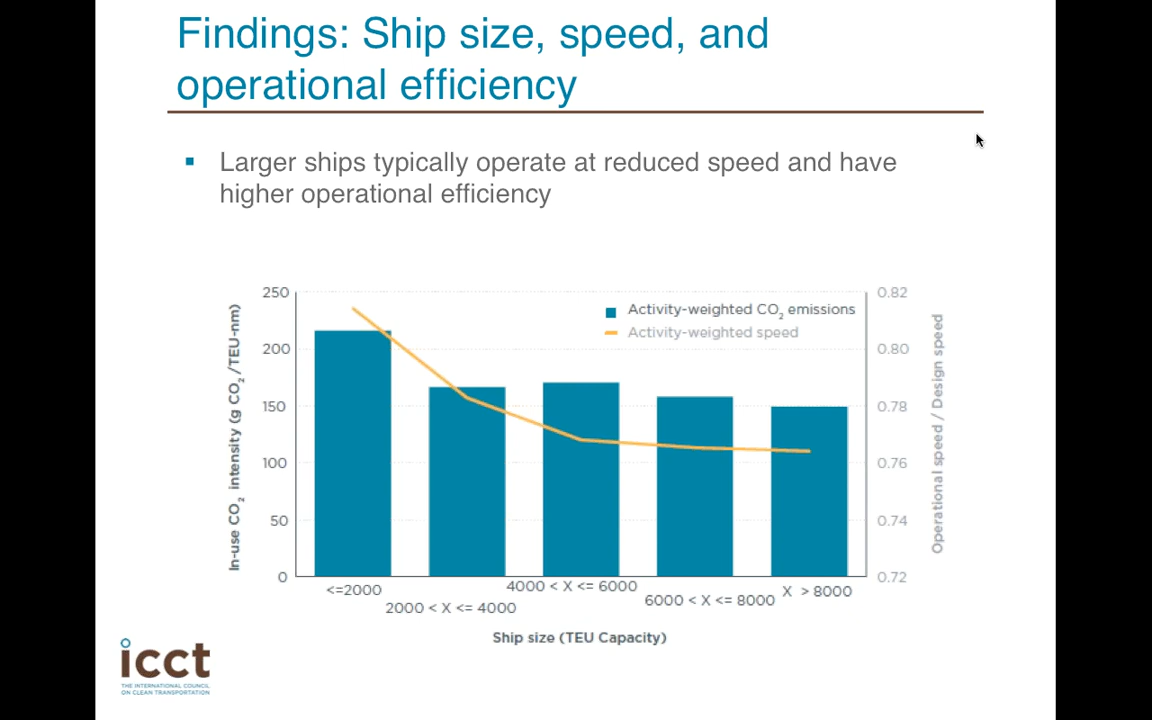 Findings: Ship size, speed, and
operational efficiency
▪ Larger ships typically operate at reduced speed and have
higher operational efficiency
In-use CO₂ intensity (g CO₂/TEU-nm)
250
200
150
100
50
0
Activity-weighted CO₂ emissions
Activity-weighted speed
0.82
0.80
0.78
0.76
0.74
0.72
Operational speed / Design speed
<=2000
2000 < X <= 4000
4000 < X <= 6000
6000 < X <= 8000
X > 8000
Ship size (TEU Capacity)
icct
THE INTERNATIONAL COUNCIL
ON CLEAN TRANSPORTATION